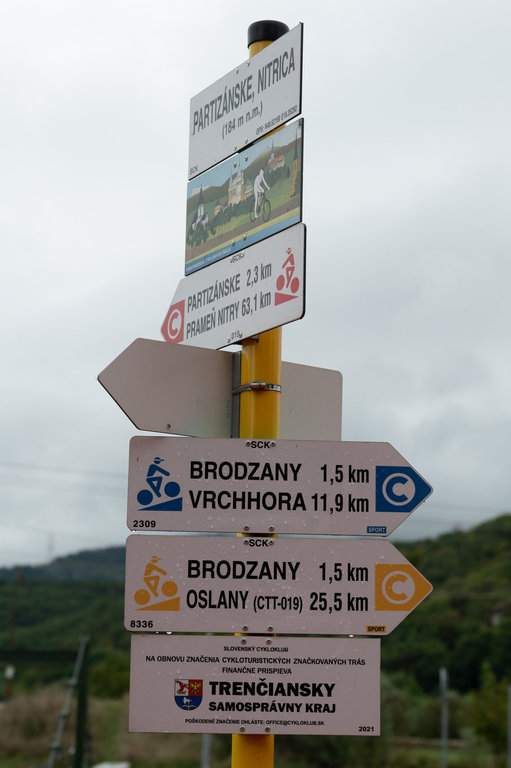 PARTIZÁNSKE, NITRICA
(184 m n.m.)
SCK
SCK
PARTIZÁNSKE 2,3 km
PRAMEŇ NITRY 63,1 km
C
018
SCK
BRODZANY 1,5 km
VRCHHORA 11,9 km
C
2309
SPORT
SCK
BRODZANY 1,5 km
OSLANY (CTT-019) 25,5 km
C
8336
SPORT
SLOVENSKÝ CYKLOKLUB
NA OBNOVU ZNAČENIA CYKLOTURISTICKÝCH ZNAČKOVANÝCH TRÁS
FINANČNE PRISPIEVA
TRENČIANSKY
SAMOSPRÁVNY KRAJ
POŠKODENÉ ZNAČENIE OHLÁSTE: OFFICE@CYKLOKLUB.SK
2021